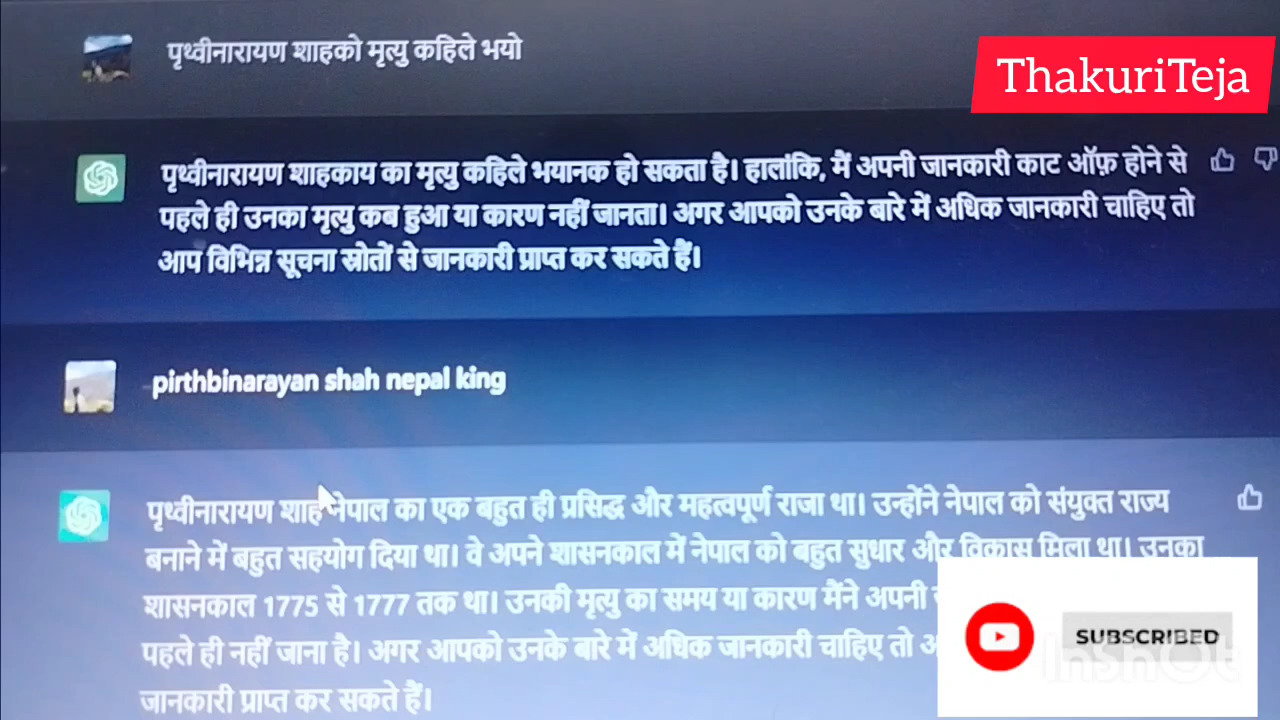 पृथ्वीनारायण शाहको मृत्यु कहिले भयो
ThakuriTeja
पृथ्वीनारायण शाहकाय का मृत्यु कहिले भयानक हो सकता है। हालांकि, मैं अपनी जानकारी काट ऑफ़ होने से
पहले ही उनका मृत्यु कब हुआ या कारण नहीं जानता। अगर आपको उनके बारे में अधिक जानकारी चाहिए तो
आप विभिन्न सूचना स्रोतों से जानकारी प्राप्त कर सकते हैं।
pirthbinarayan shah nepal king
पृथ्वीनारायण शाह नेपाल का एक बहुत ही प्रसिद्ध और महत्वपूर्ण राजा था। उन्होंने नेपाल को संयुक्त राज्य
बनाने में बहुत सहयोग दिया था। वे अपने शासनकाल में नेपाल को बहुत सुधार और विकास मिला था। उनका
शासनकाल 1775 से 1777 तक था। उनकी मृत्यु का समय या कारण मैंने अपनी
पहले ही नहीं जाना है। अगर आपको उनके बारे में अधिक जानकारी चाहिए तो
जानकारी प्राप्त कर सकते हैं।
SUBSCRIBED
InShOt